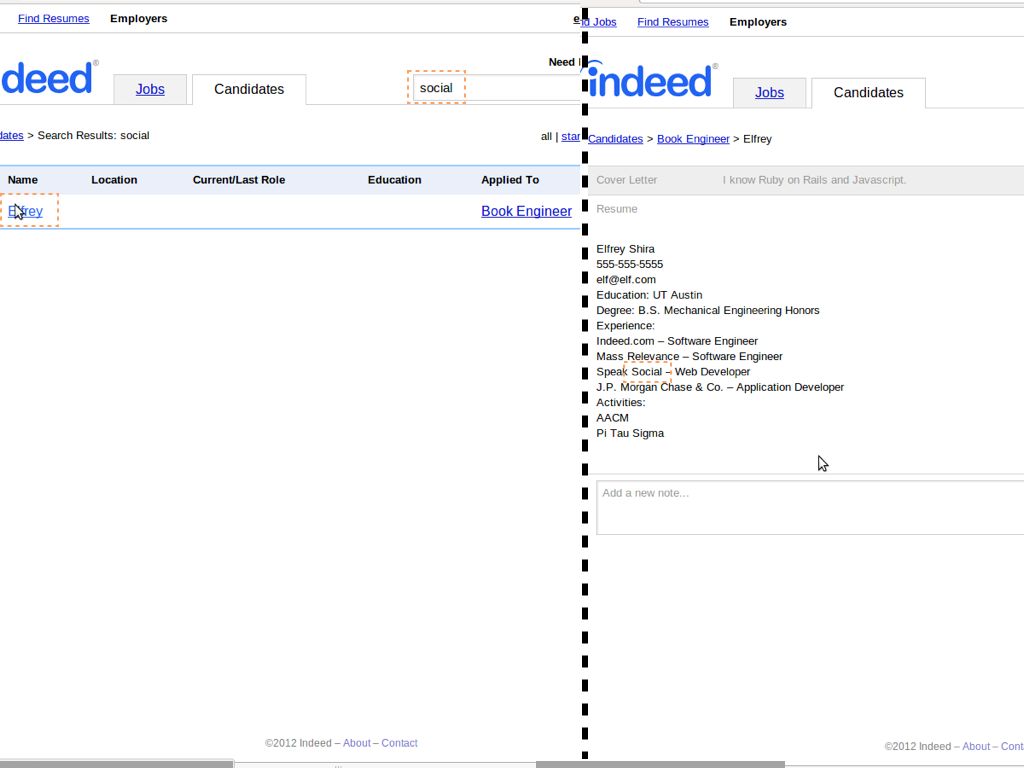 Find Resumes Employers
Need
deed®
Jobs
Candidates
social
> Search Results: social
all |
Name Location Current/Last Role Education Applied To
Elfrey Book Engineer
©2012 Indeed – About – Contact
Jobs Find Resumes Employers
indeed®
Jobs
Candidates
Candidates > Book Engineer > Elfrey
Cover Letter I know Ruby on Rails and Javascript.
Resume
Elfrey Shira
555-555-5555
elf@elf.com
Education: UT Austin
Degree: B.S. Mechanical Engineering Honors
Experience:
Indeed.com – Software Engineer
Mass Relevance – Software Engineer
Speak Social – Web Developer
J.P. Morgan Chase & Co. – Application Developer
Activities:
AACM
Pi Tau Sigma
Add a new note...
©2012 Indeed – About –